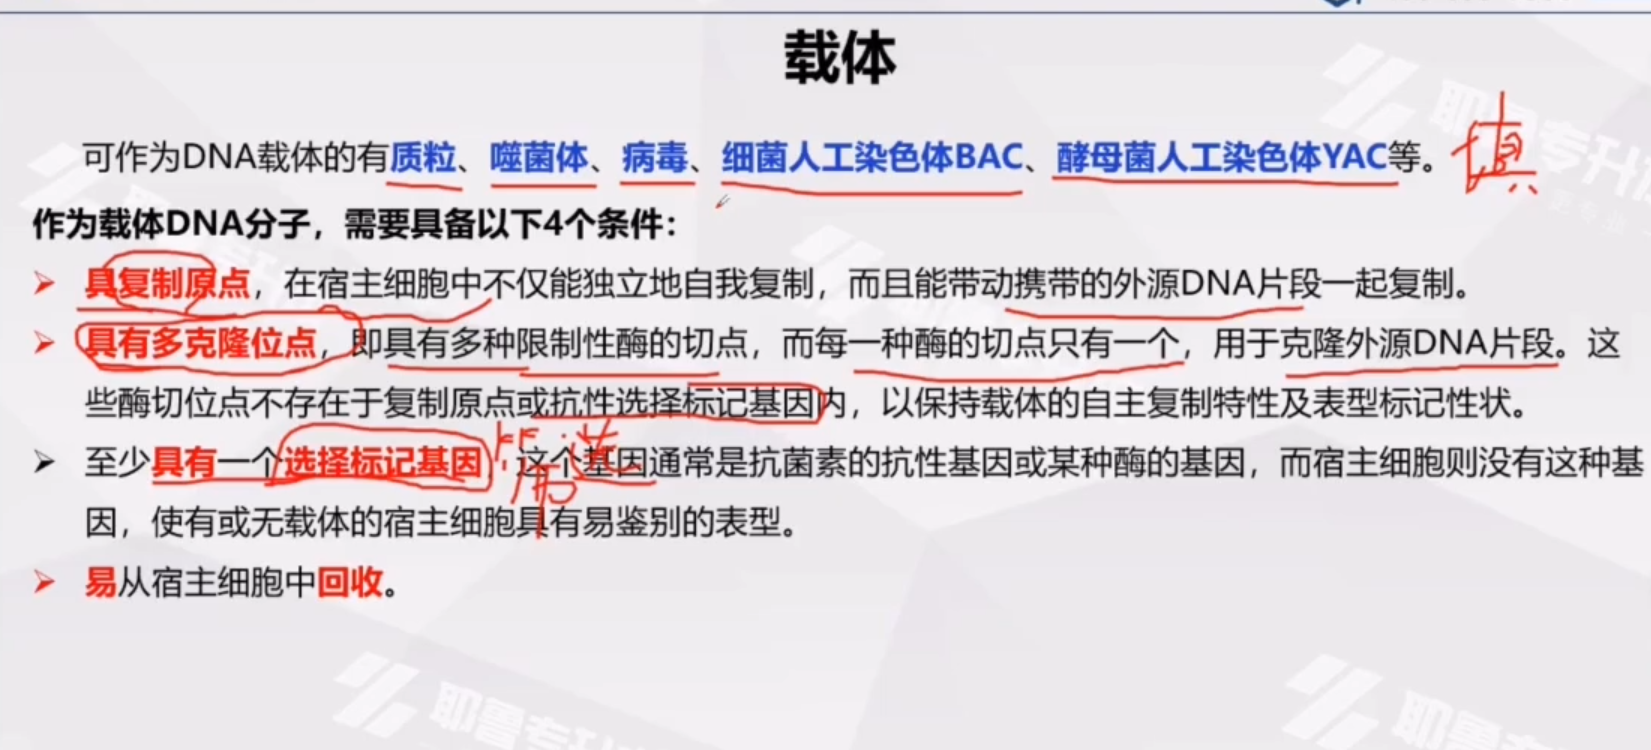 载体
可作为DNA载体的有质粒、噬菌体、病毒、细菌人工染色体BAC、酵母菌人工染色体YAC等。 填
作为载体DNA分子，需要具备以下4个条件：
➢ 具复制原点，在宿主细胞中不仅能独立地自我复制，而且能带动携带的外源DNA片段一起复制。
➢ 具有多克隆位点，即具有多种限制性酶的切点，而每一种酶的切点只有一个，用于克隆外源DNA片段。这
些酶切位点不存在于复制原点或抗性选择标记基因内，以保持载体的自主复制特性及表型标记性状。
➢ 至少具有一个选择标记基因，这个基因通常是抗菌素的抗性基因或某种酶的基因，而宿主细胞则没有这种基
筛选
因，使有或无载体的宿主细胞具有易鉴别的表型。
➢ 易从宿主细胞中回收。
耶鲁专升
耶鲁专升
耶鲁专升